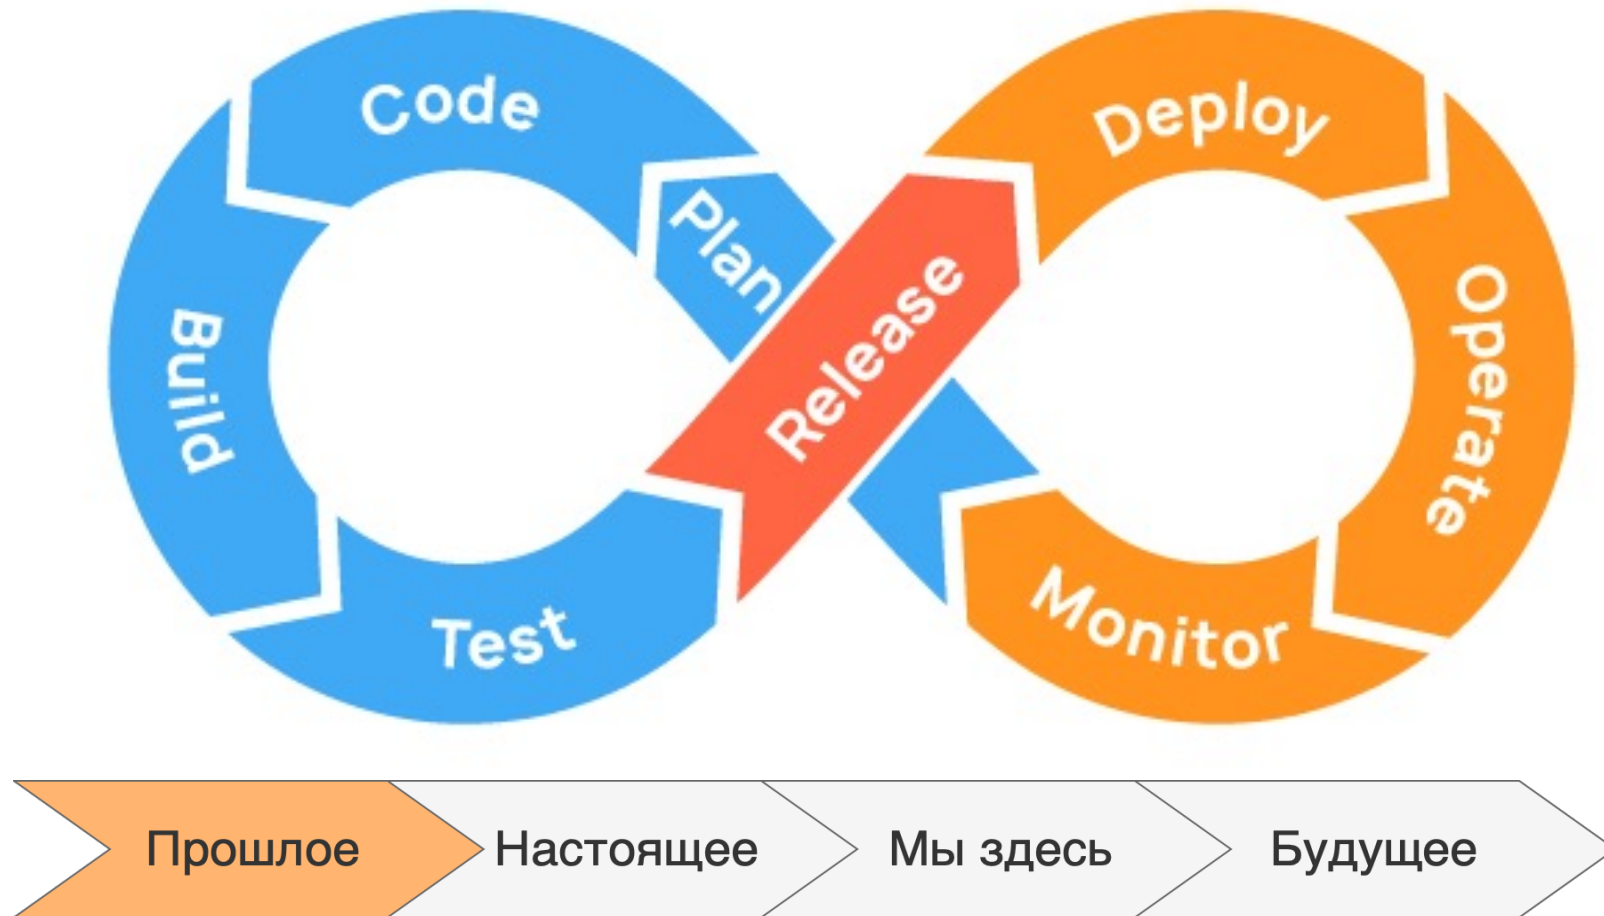 Code
Deploy
Plan
Release
Build
Operate
Test
Monitor
Прошлое
Настоящее
Мы здесь
Будущее